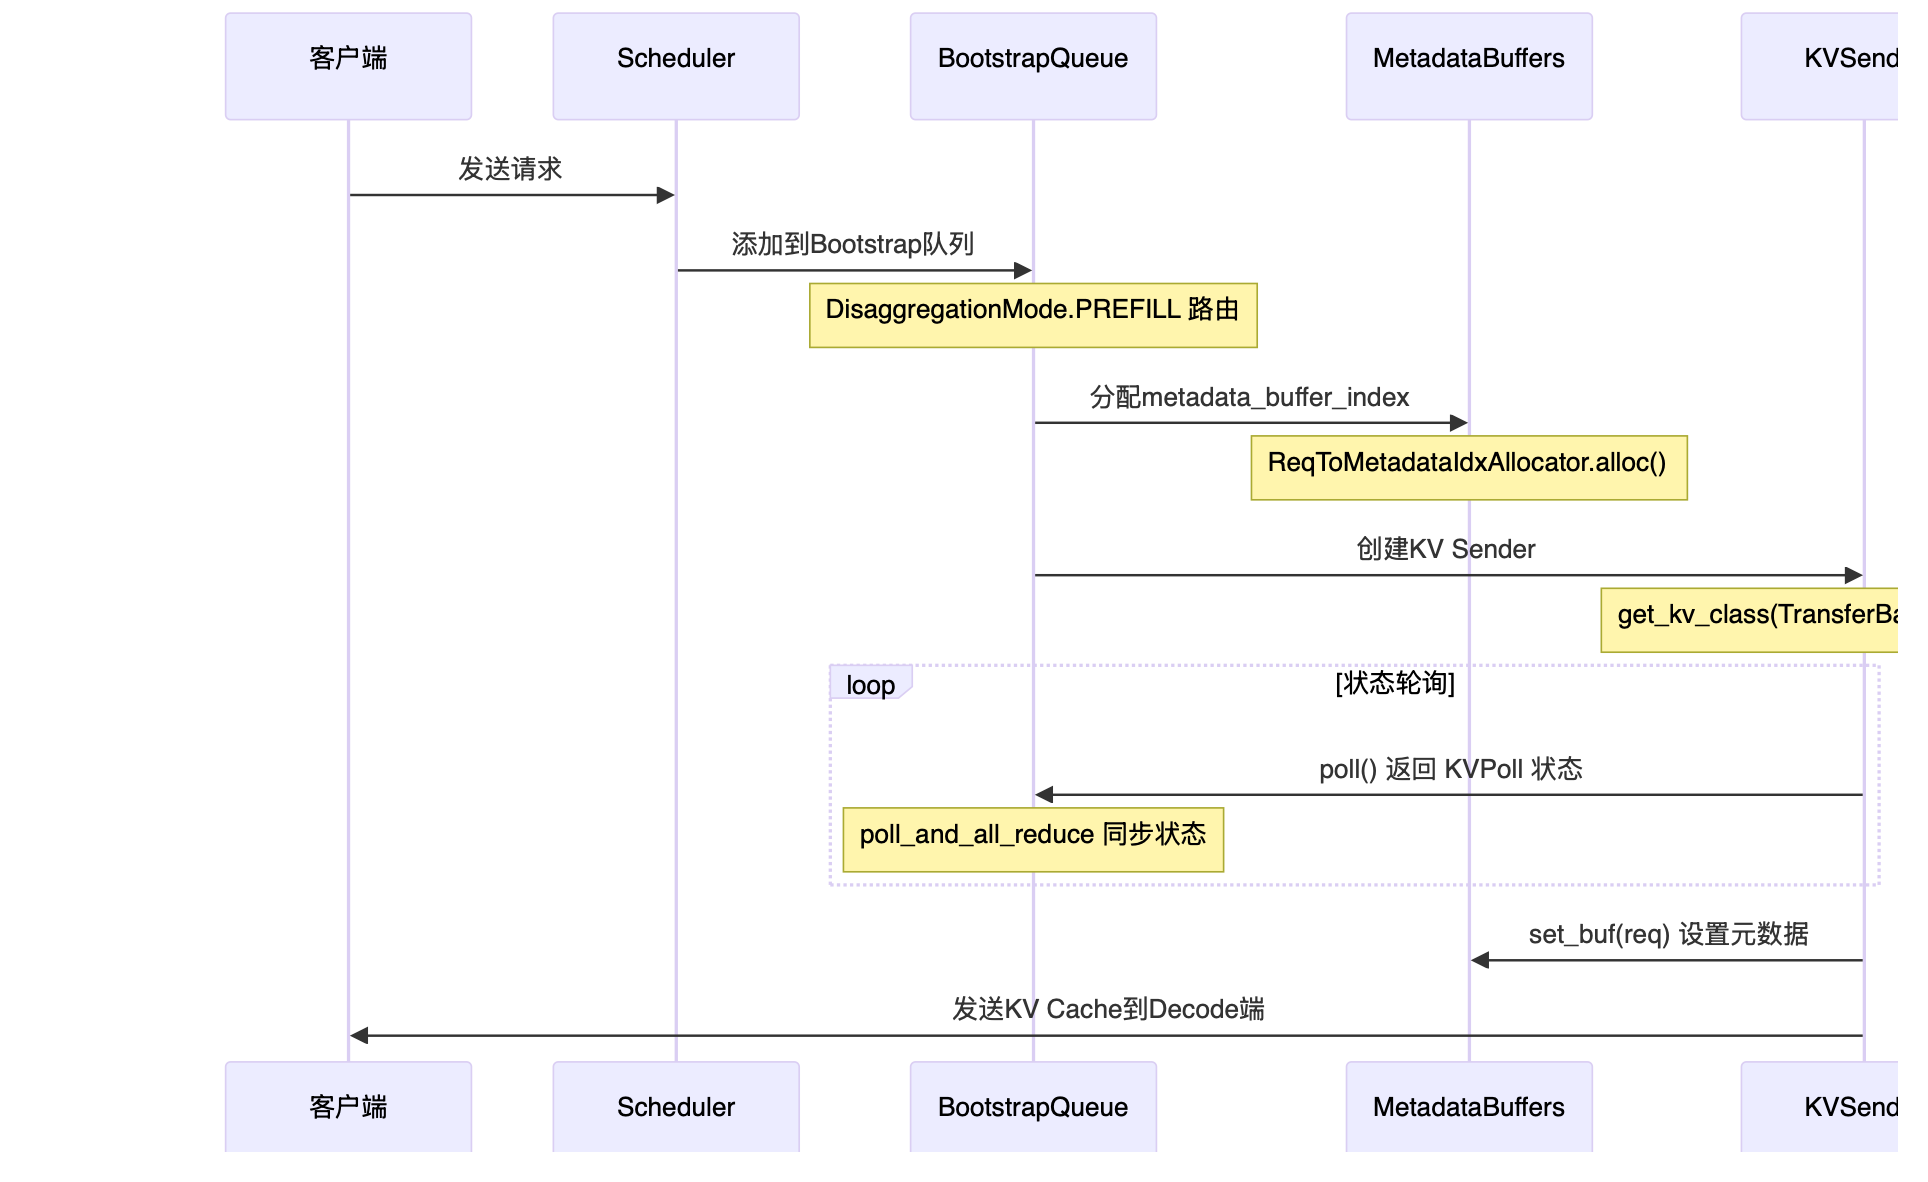 客户端
Scheduler
BootstrapQueue
MetadataBuffers
KVSend
发送请求
添加到Bootstrap队列
DisaggregationMode.PREFILL 路由
分配metadata_buffer_index
ReqToMetadataIdxAllocator.alloc()
创建KV Sender
get_kv_class(TransferBa
loop
[状态轮询]
poll() 返回 KVPoll 状态
poll_and_all_reduce 同步状态
set_buf(req) 设置元数据
发送KV Cache到Decode端
客户端
Scheduler
BootstrapQueue
MetadataBuffers
KVSend